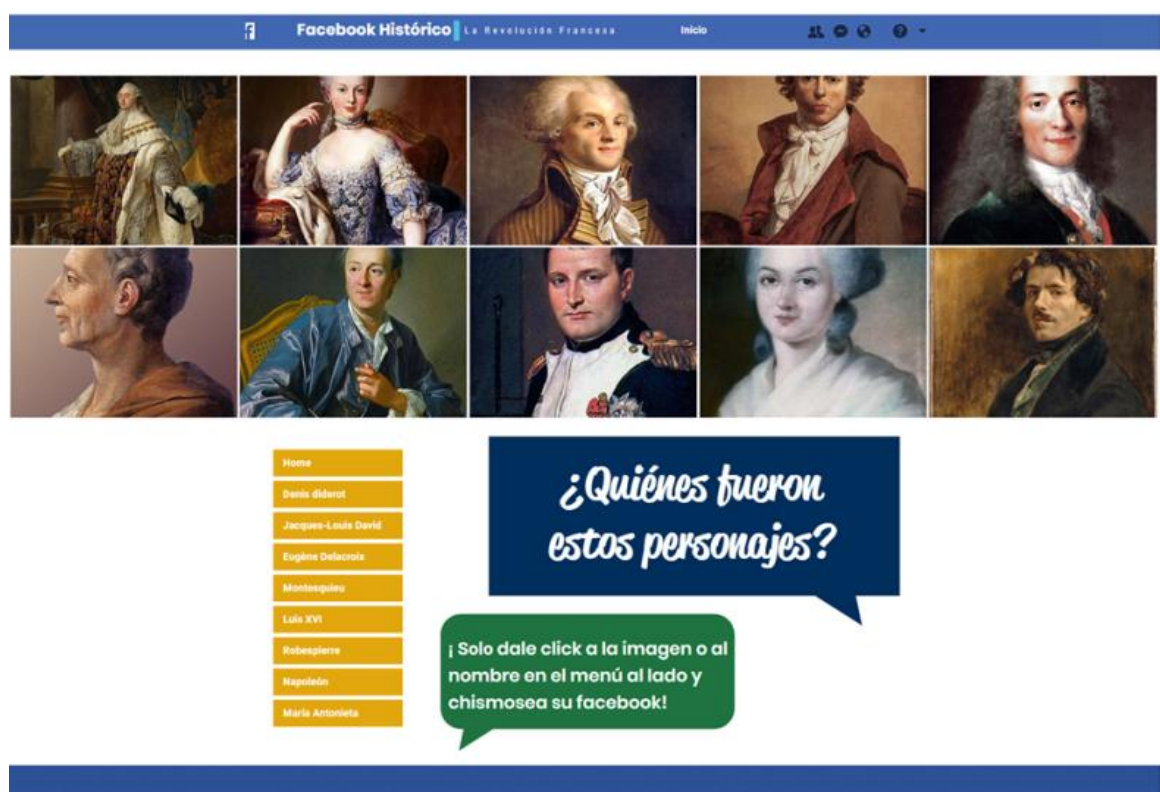 Facebook Histórico La Revolución Francesa Inicio
Home
Denis diderot
Jacques-Louis David
Eugène Delacroix
Montesquieu
Luis XVI
Robespierre
Napoleón
María Antonieta
¿Quiénes fueron
estos personajes?
¡ Solo dale click a la imagen o al
nombre en el menú al lado y
chismosea su facebook!